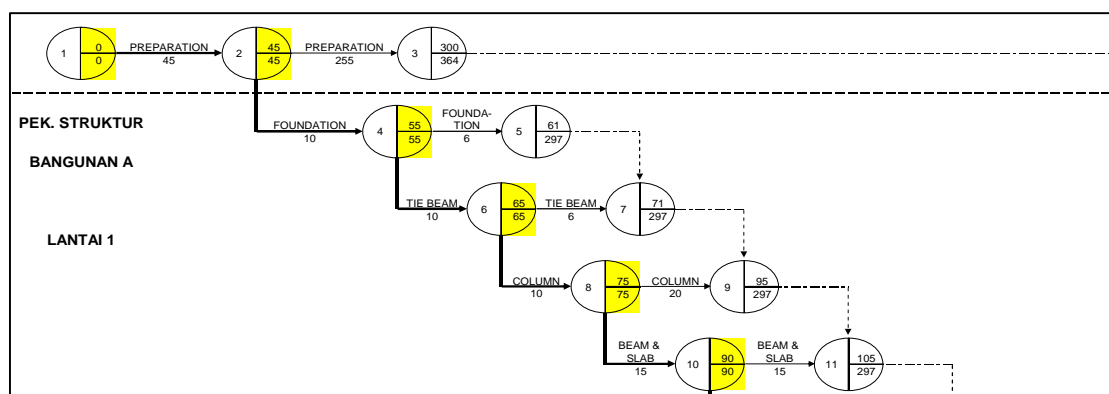 1 0 0 PREPARATION 45 2 45 45 PREPARATION 255 3 300 364
PEK. STRUKTUR
FOUNDATION 10 4 55 55 FOUNDA-TION 6 5 61 297
BANGUNAN A
TIE BEAM 10 6 65 65 TIE BEAM 6 7 71 297
LANTAI 1
COLUMN 10 8 75 75 COLUMN 20 9 95 297
BEAM & SLAB 15 10 90 90 BEAM & SLAB 15 11 105 297